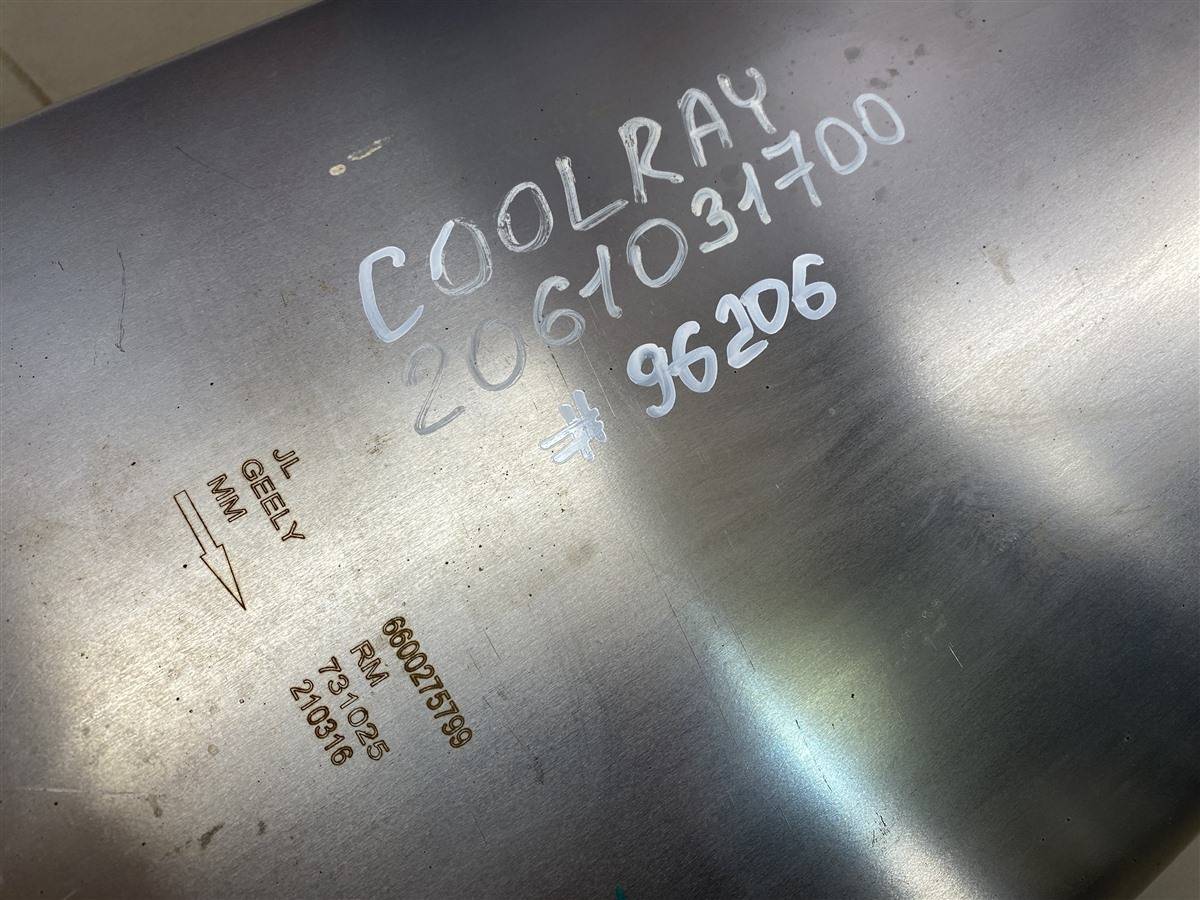 COOLRAY
2061031700
# 96206
JL
GEELY
MM
6600275799
RM
731025
210316